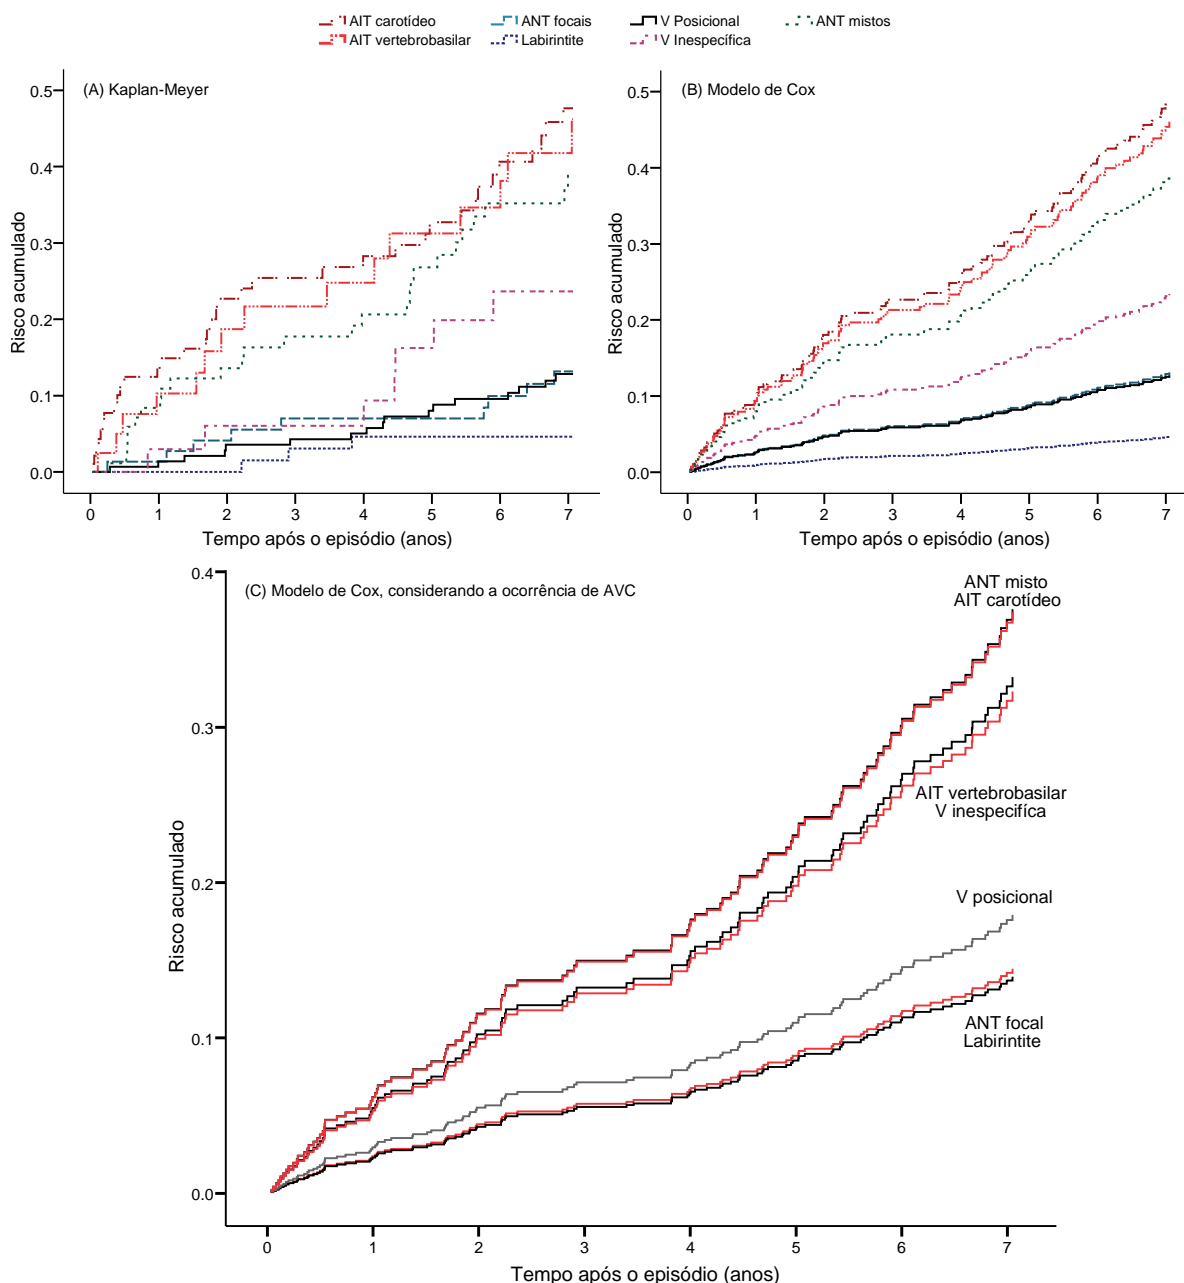 AIT carotídeo
ANT focais
V Posicional
ANT mistos
AIT vertebrobasilar
Labirintite
V Inespecífica
(A) Kaplan-Meyer
Risco acumulado
0.5
0.4
0.3
0.2
0.1
0.0
0 1 2 3 4 5 6 7
Tempo após o episódio (anos)
(B) Modelo de Cox
Risco acumulado
0.5
0.4
0.3
0.2
0.1
0.0
0 1 2 3 4 5 6 7
Tempo após o episódio (anos)
(C) Modelo de Cox, considerando a ocorrência de AVC
Risco acumulado
0.4
0.3
0.2
0.1
0.0
ANT misto
AIT carotídeo
AIT vertebrobasilar
V inespecifíca
V posicional
ANT focal
Labirintite
0 1 2 3 4 5 6 7
Tempo após o episódio (anos)